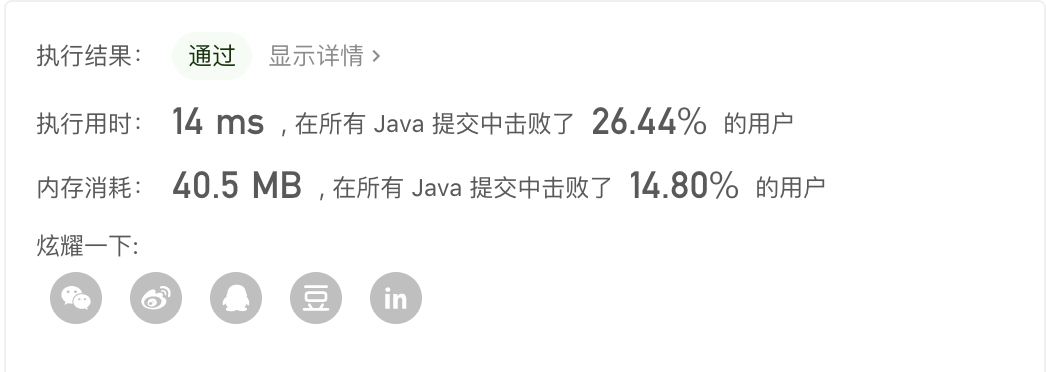 执行结果： 通过 显示详情 ›
执行用时： 14 ms , 在所有 Java 提交中击败了 26.44% 的用户
内存消耗： 40.5 MB , 在所有 Java 提交中击败了 14.80% 的用户
炫耀一下:
豆 in